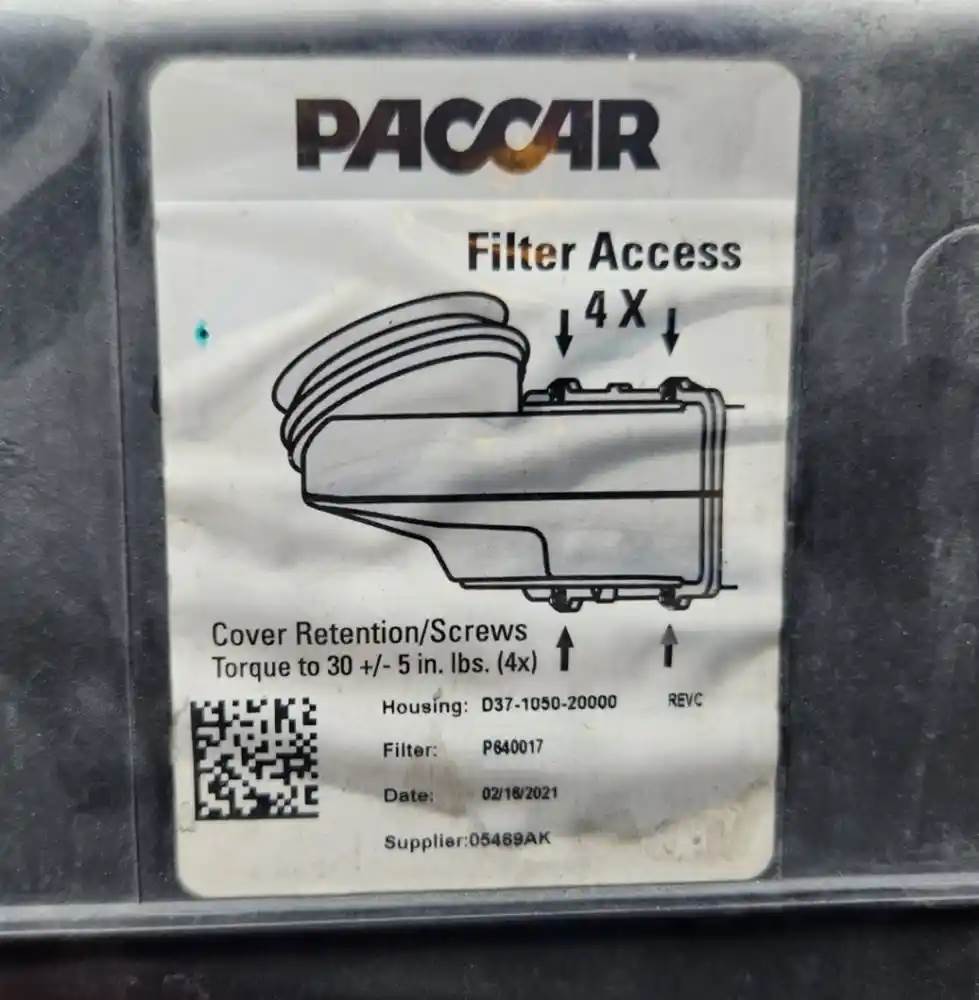 PACCAR
Filter Access
4 X
Cover Retention/Screws
Torque to 30 +/- 5 in. lbs. (4x)
Housing: D37-1050-20000 REVC
Filter: P640017
Date: 02/16/2021
Supplier:05469AK